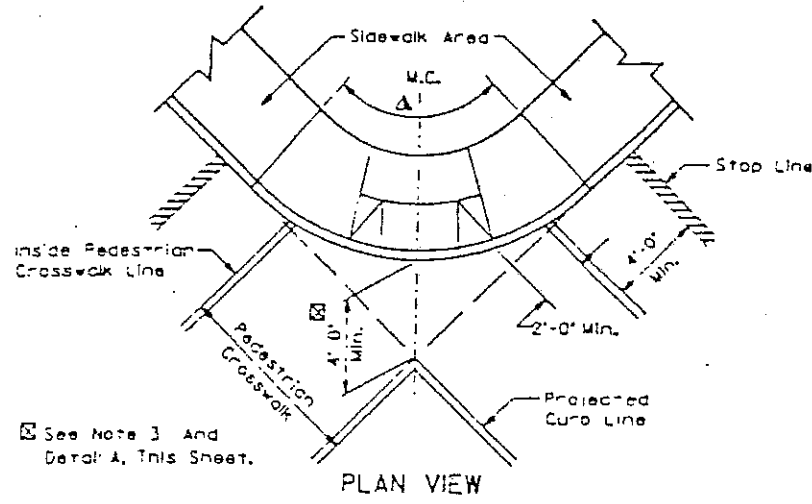 Sidewalk Area
M.C.
Δ
Stop Line
Inside Pedestrian
Crosswalk Line
4'-0"
Min.
4'-0"
Min.
2'-0" Min.
Pedestrian
Crosswalk
Projected
Curb Line
☒ See Note 3 And
Detail A, This Sheet.
PLAN VIEW